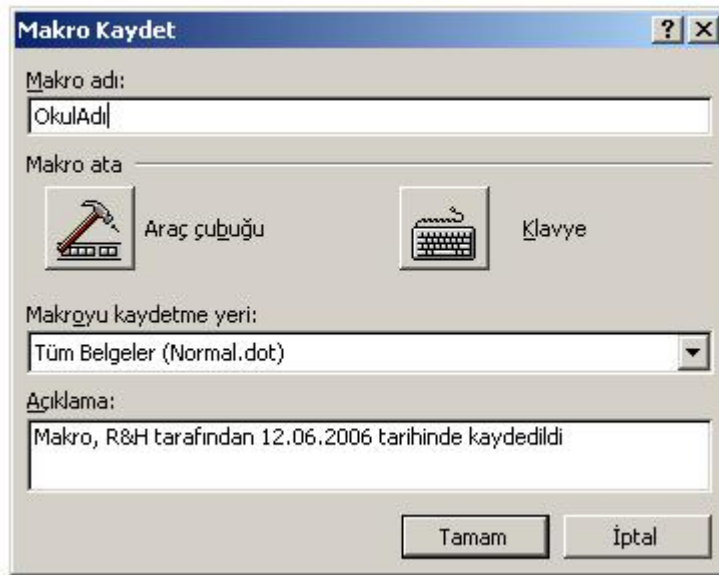 Makro Kaydet
Makro adı:
OkulAdı
Makro ata
Araç çubuğu
Klavye
Makroyu kaydetme yeri:
Tüm Belgeler (Normal.dot)
Açıklama:
Makro, R&H tarafından 12.06.2006 tarihinde kaydedildi
Tamam
İptal